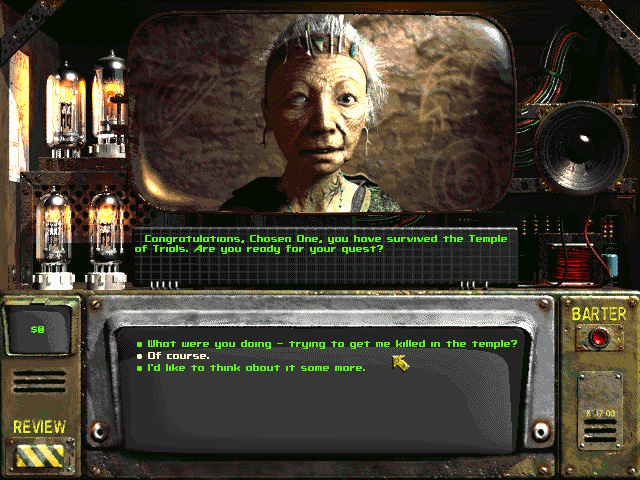 Congratulations, Chosen One, you have survived the Temple
of Trials. Are you ready for your quest?
$0
BARTER
What were you doing - trying to get me killed in the temple?
Of course.
I'd like to think about it some more.
REVIEW